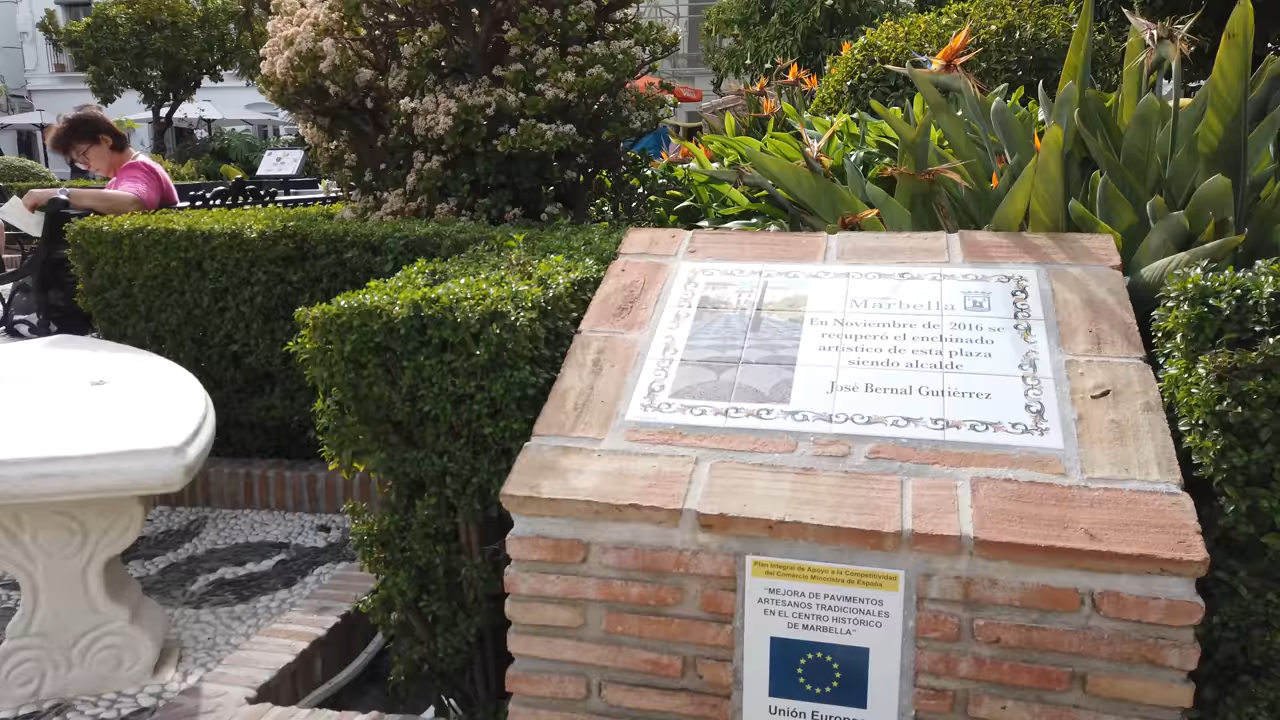 Marbella
En Noviembre de 2016 se
recuperó el enchinado
artístico de esta plaza
siendo alcalde
José Bernal Gutiérrez
Plan Integral de Apoyo a la Competitividad
del Comercio Minorista de España
"MEJORA DE PAVIMENTOS
ARTESANOS TRADICIONALES
EN EL CENTRO HISTÓRICO
DE MARBELLA"
Unión Europea